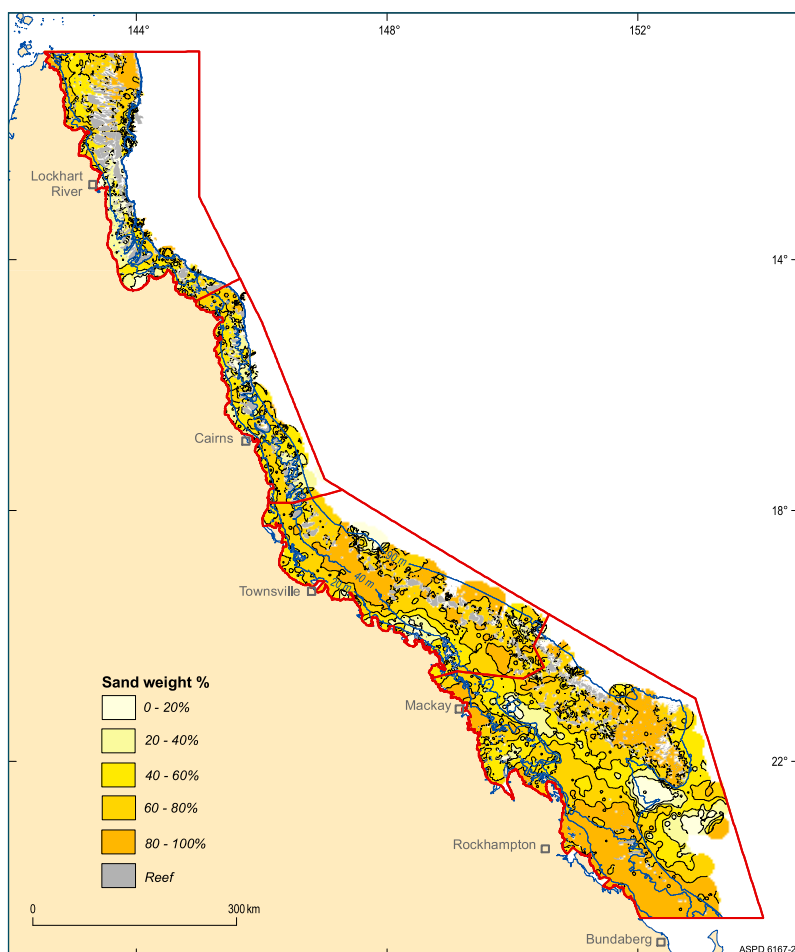 144°
148°
152°
Lockhart
River
14°
Cairns
18°
Townsville
20 m
40 m
Sand weight %
0 - 20%
20 - 40%
40 - 60%
60 - 80%
80 - 100%
Reef
Mackay
22°
Rockhampton
0
300 km
Bundaberg
ASPD 6167-2